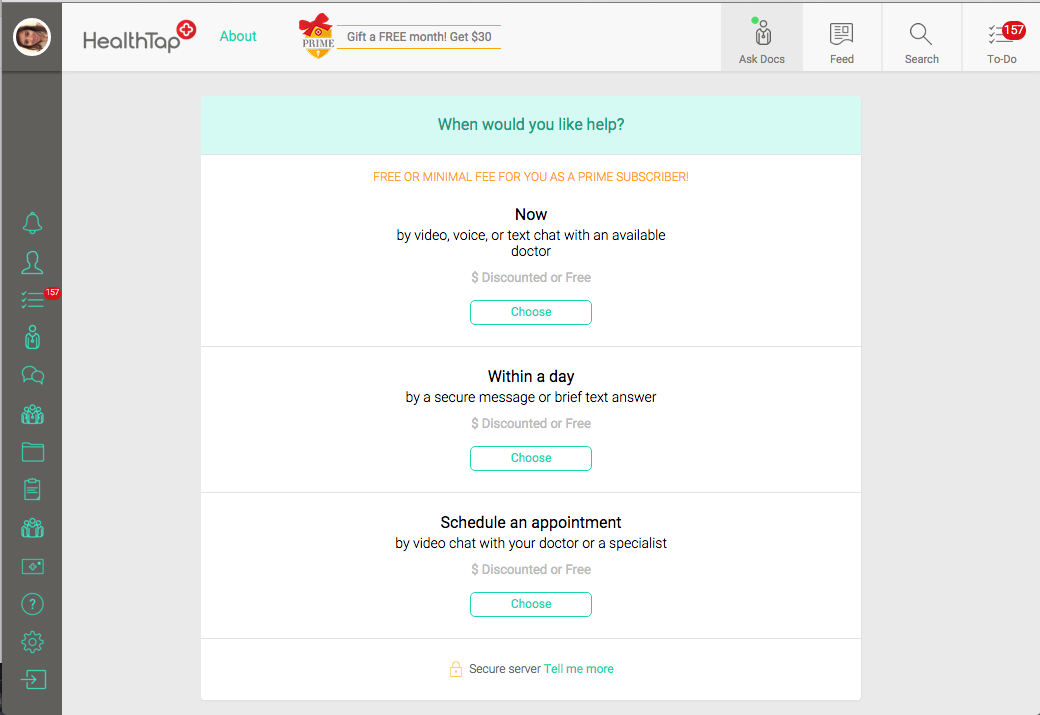 HealthTap
About
PRIME
Gift a FREE month! Get $30
Ask Docs
Feed
Search
157
To-Do
When would you like help?
FREE OR MINIMAL FEE FOR YOU AS A PRIME SUBSCRIBER!
Now
by video, voice, or text chat with an available
doctor
$ Discounted or Free
Choose
157
Within a day
by a secure message or brief text answer
$ Discounted or Free
Choose
Schedule an appointment
by video chat with your doctor or a specialist
$ Discounted or Free
Choose
?
Secure server Tell me more